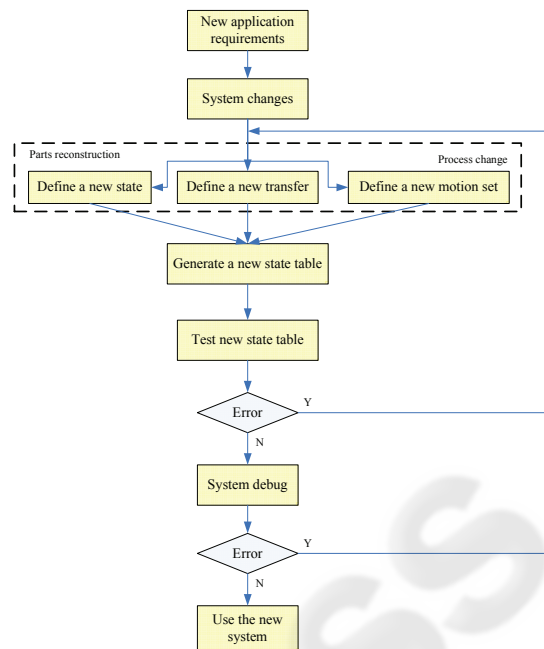 New application
requirements
System changes
Parts reconstruction
Process change
Define a new state
Define a new transfer
Define a new motion set
Generate a new state table
Test new state table
Error
Y
N
System debug
Error
Y
N
Use the new
system